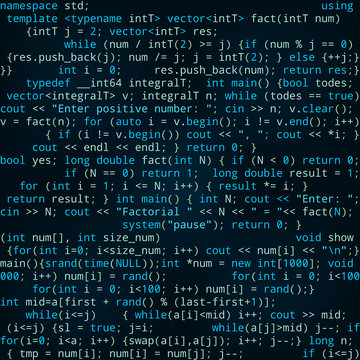 namespace std; using
template <typename intT> vector<intT> fact(intT num)
{intT j = 2; vector<intT> res;
while (num / intT(2) >= j) {if (num % j == 0)
{res.push_back(j); num /= j; j = intT(2); } else {++j;}
}} int i = 0; res.push_back(num); return res;}
typedef __int64 integralT; int main() {bool todes;
vector<integralT> v; integralT n; while (todes == true)
cout << "Enter positive number: "; cin >> n; v.clear();
v = fact(n); for (auto i = v.begin(); i != v.end(); i++)
{ if (i != v.begin()) cout << ", "; cout << *i; }
cout << endl << endl; } return 0; }
bool yes; long double fact(int N) { if (N < 0) return 0;
if (N == 0) return 1; long double result = 1;
for (int i = 1; i <= N; i++) { result *= i; }
return result; } int main() { int N; cout << "Enter: ";
cin >> N; cout << "Factorial " << N << " = "<< fact(N);
system("pause"); return 0; }
(int num[], int size_num) void show
{for(int i=0; i<size_num; i++) cout << num[i] << "\n";}
main(){srand(time(NULL));int *num = new int[1000]; void
000; i++) num[i] = rand(); for(int i = 0; i<100
for(int i = 0; i<100; i++) num[i] = rand();}
int mid=a[first + rand() % (last-first+1)];
while(i<=j) { while(a[i]<mid) i++; cout >> mid;
(i<=j) {sl = true; j=i; while(a[j]>mid) j--; if
for(i=0; i<a; i++) {swap(a[i],a[j]); i++; j--;} long n;
{ tmp = num[i]; num[i] = num[j]; j--; if (i<=j)